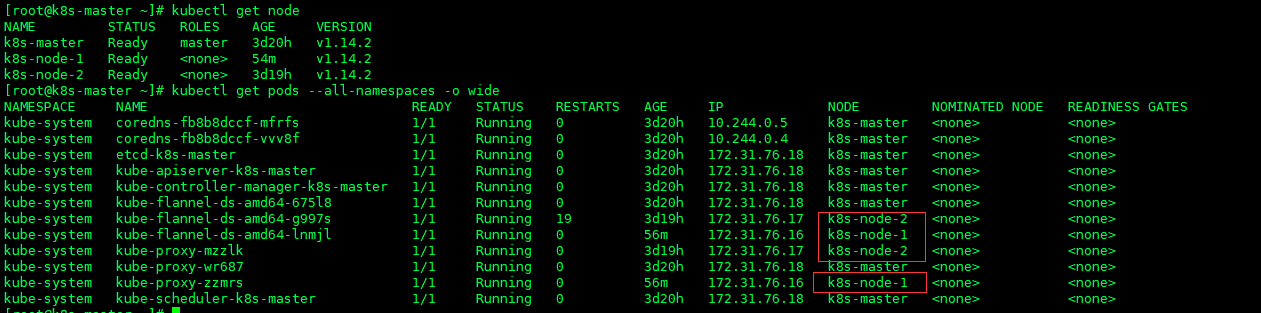 [root@k8s-master ~]# kubectl get node
NAME         STATUS   ROLES    AGE     VERSION
k8s-master   Ready    master   3d20h   v1.14.2
k8s-node-1   Ready    <none>   54m     v1.14.2
k8s-node-2   Ready    <none>   3d19h   v1.14.2
[root@k8s-master ~]# kubectl get pods --all-namespaces -o wide
NAMESPACE     NAME                                 READY   STATUS    RESTARTS   AGE     IP             NODE         NOMINATED NODE   READINESS GATES
kube-system   coredns-fb8b8dccf-mfrfs              1/1     Running   0          3d20h   10.244.0.5     k8s-master   <none>           <none>
kube-system   coredns-fb8b8dccf-vvv8f              1/1     Running   0          3d20h   10.244.0.4     k8s-master   <none>           <none>
kube-system   etcd-k8s-master                      1/1     Running   0          3d20h   172.31.76.18   k8s-master   <none>           <none>
kube-system   kube-apiserver-k8s-master            1/1     Running   0          3d20h   172.31.76.18   k8s-master   <none>           <none>
kube-system   kube-controller-manager-k8s-master   1/1     Running   0          3d20h   172.31.76.18   k8s-master   <none>           <none>
kube-system   kube-flannel-ds-amd64-675l8          1/1     Running   0          3d20h   172.31.76.18   k8s-master   <none>           <none>
kube-system   kube-flannel-ds-amd64-g997s          1/1     Running   19         3d19h   172.31.76.17   k8s-node-2   <none>           <none>
kube-system   kube-flannel-ds-amd64-lnmjl          1/1     Running   0          56m     172.31.76.16   k8s-node-1   <none>           <none>
kube-system   kube-proxy-mzzlk                     1/1     Running   0          3d19h   172.31.76.17   k8s-node-2   <none>           <none>
kube-system   kube-proxy-wr687                     1/1     Running   0          3d20h   172.31.76.18   k8s-master   <none>           <none>
kube-system   kube-proxy-zzmrs                     1/1     Running   0          56m     172.31.76.16   k8s-node-1   <none>           <none>
kube-system   kube-scheduler-k8s-master            1/1     Running   0          3d20h   172.31.76.18   k8s-master   <none>           <none>
[root@k8s-master ~]#